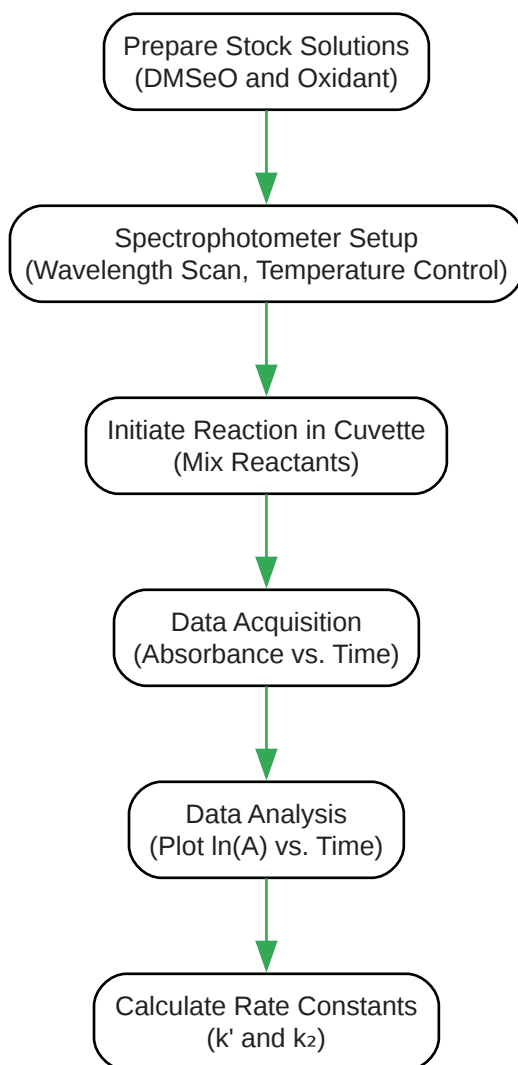 Prepare Stock Solutions
(DMSeO and Oxidant)
Spectrophotometer Setup
(Wavelength Scan, Temperature Control)
Initiate Reaction in Cuvette
(Mix Reactants)
Data Acquisition
(Absorbance vs. Time)
Data Analysis
(Plot ln(A) vs. Time)
Calculate Rate Constants
(k' and k₂)